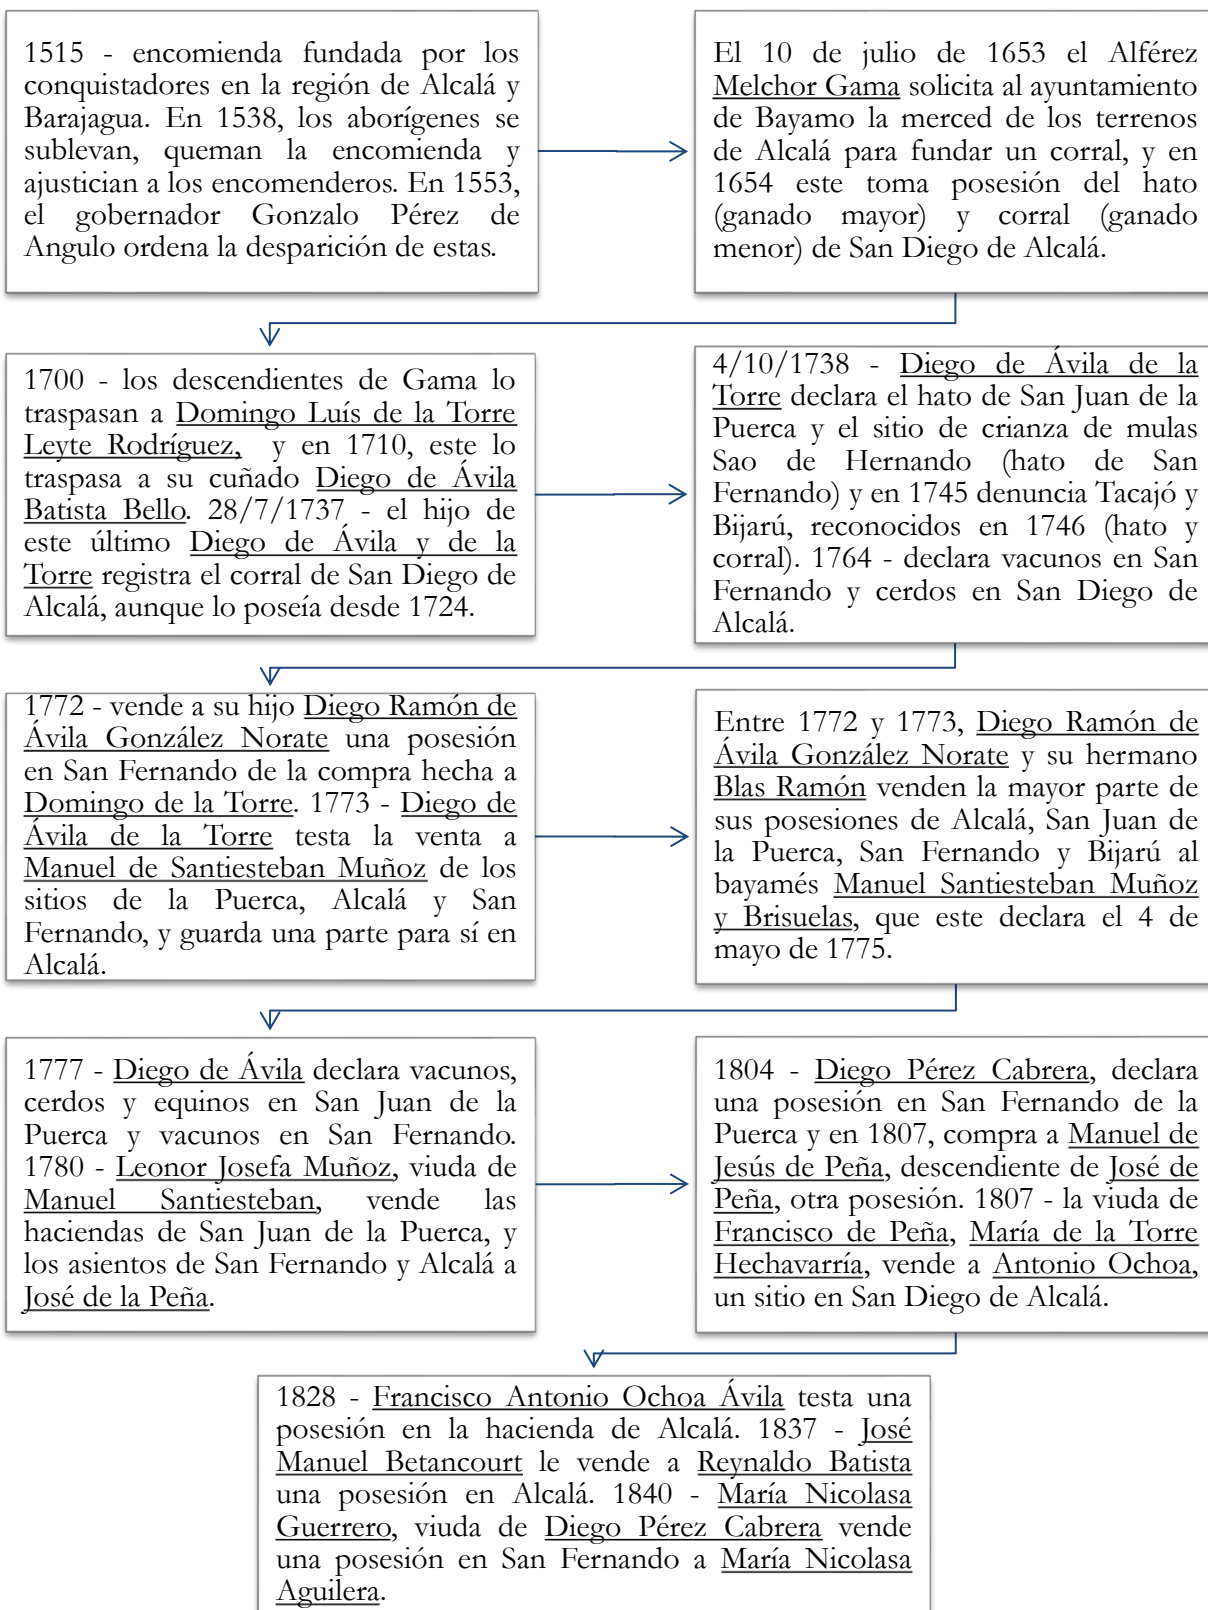 1515 - encomienda fundada por los
conquistadores en la región de Alcalá y
Barajagua. En 1538, los aborígenes se
sublevan, queman la encomienda y
ajustician a los encomenderos. En 1553,
el gobernador Gonzalo Pérez de
Angulo ordena la desparición de estas.
El 10 de julio de 1653 el Alférez
Melchor Gama solicita al ayuntamiento
de Bayamo la merced de los terrenos
de Alcalá para fundar un corral, y en
1654 este toma posesión del hato
(ganado mayor) y corral (ganado
menor) de San Diego de Alcalá.
1700 - los descendientes de Gama lo
traspasan a Domingo Luís de la Torre
Leyte Rodríguez, y en 1710, este lo
traspasa a su cuñado Diego de Ávila
Batista Bello. 28/7/1737 - el hijo de
este último Diego de Ávila y de la
Torre registra el corral de San Diego de
Alcalá, aunque lo poseía desde 1724.
4/10/1738 - Diego de Ávila de la
Torre declara el hato de San Juan de la
Puerca y el sitio de crianza de mulas
Sao de Hernando (hato de San
Fernando) y en 1745 denuncia Tacajó y
Bijarú, reconocidos en 1746 (hato y
corral). 1764 - declara vacunos en San
Fernando y cerdos en San Diego de
Alcalá.
1772 - vende a su hijo Diego Ramón de
Ávila González Norate una posesión
en San Fernando de la compra hecha a
Domingo de la Torre. 1773 - Diego de
Ávila de la Torre testa la venta a
Manuel de Santiesteban Muñoz de los
sitios de la Puerca, Alcalá y San
Fernando, y guarda una parte para sí en
Alcalá.
Entre 1772 y 1773, Diego Ramón de
Ávila González Norate y su hermano
Blas Ramón venden la mayor parte de
sus posesiones de Alcalá, San Juan de
la Puerca, San Fernando y Bijarú al
bayamés Manuel Santiesteban Muñoz
y Brisuelas, que este declara el 4 de
mayo de 1775.
1777 - Diego de Ávila declara vacunos,
cerdos y equinos en San Juan de la
Puerca y vacunos en San Fernando.
1780 - Leonor Josefa Muñoz, viuda de
Manuel Santiesteban, vende las
haciendas de San Juan de la Puerca, y
los asientos de San Fernando y Alcalá a
José de la Peña.
1804 - Diego Pérez Cabrera, declara
una posesión en San Fernando de la
Puerca y en 1807, compra a Manuel de
Jesús de Peña, descendiente de José de
Peña, otra posesión. 1807 - la viuda de
Francisco de Peña, María de la Torre
Hechavarría, vende a Antonio Ochoa,
un sitio en San Diego de Alcalá.
1828 - Francisco Antonio Ochoa Ávila testa una
posesión en la hacienda de Alcalá. 1837 - José
Manuel Betancourt le vende a Reynaldo Batista
una posesión en Alcalá. 1840 - María Nicolasa
Guerrero, viuda de Diego Pérez Cabrera vende
una posesión en San Fernando a María Nicolasa
Aguilera.